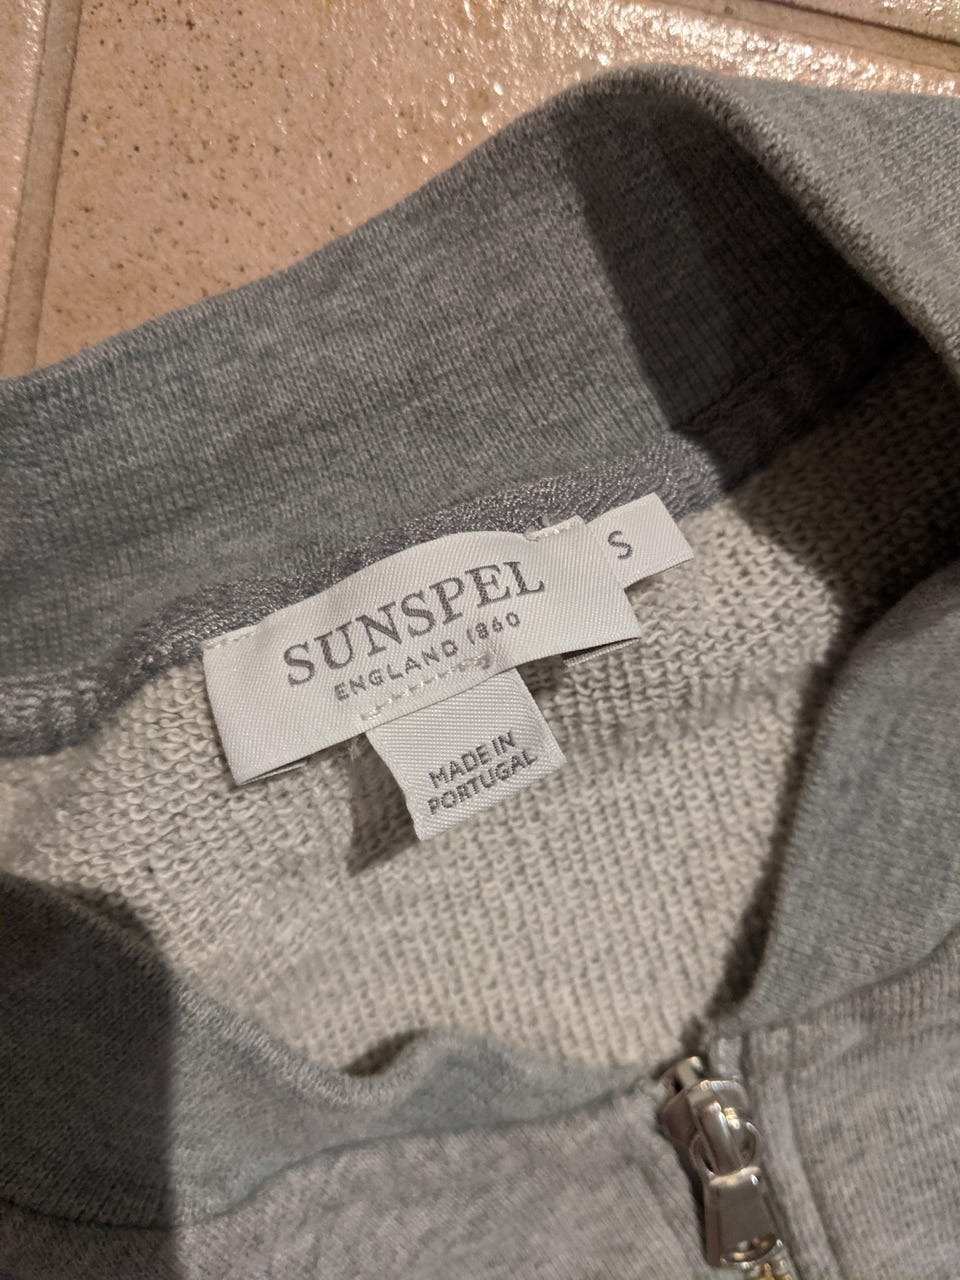 SUNSPEL
ENGLAND 1860
S
MADE IN
PORTUGAL